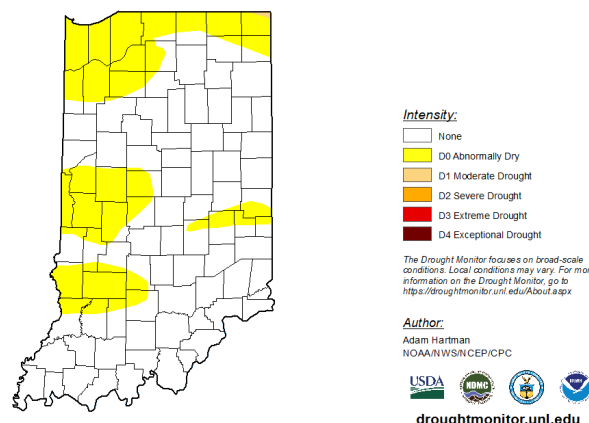 Intensity:
None
D0 Abnormally Dry
D1 Moderate Drought
D2 Severe Drought
D3 Extreme Drought
D4 Exceptional Drought
The Drought Monitor focuses on broad-scale
conditions. Local conditions may vary. For mor
information on the Drought Monitor, go to
https://droughtmonitor.unl.edu/About.aspx
Author:
Adam Hartman
NOAA/NWS/NCEP/CPC
USDA
NDMC
droughtmonitor.unl.edu